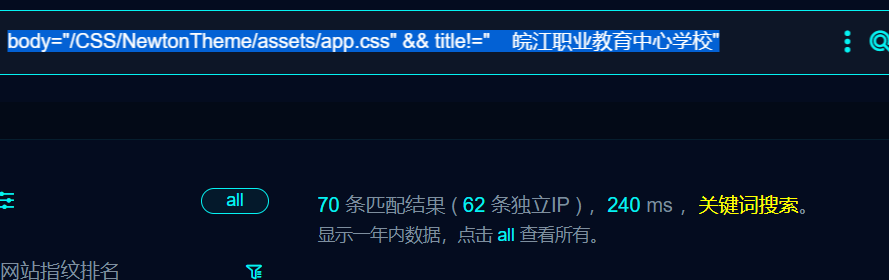 body="/CSS/NewtonTheme/assets/app.css" && title!="    皖江职业教育中心学校"
all
70 条匹配结果 ( 62 条独立IP ) ，240 ms ，关键词搜索。
显示一年内数据，点击 all 查看所有。
网站指纹排名